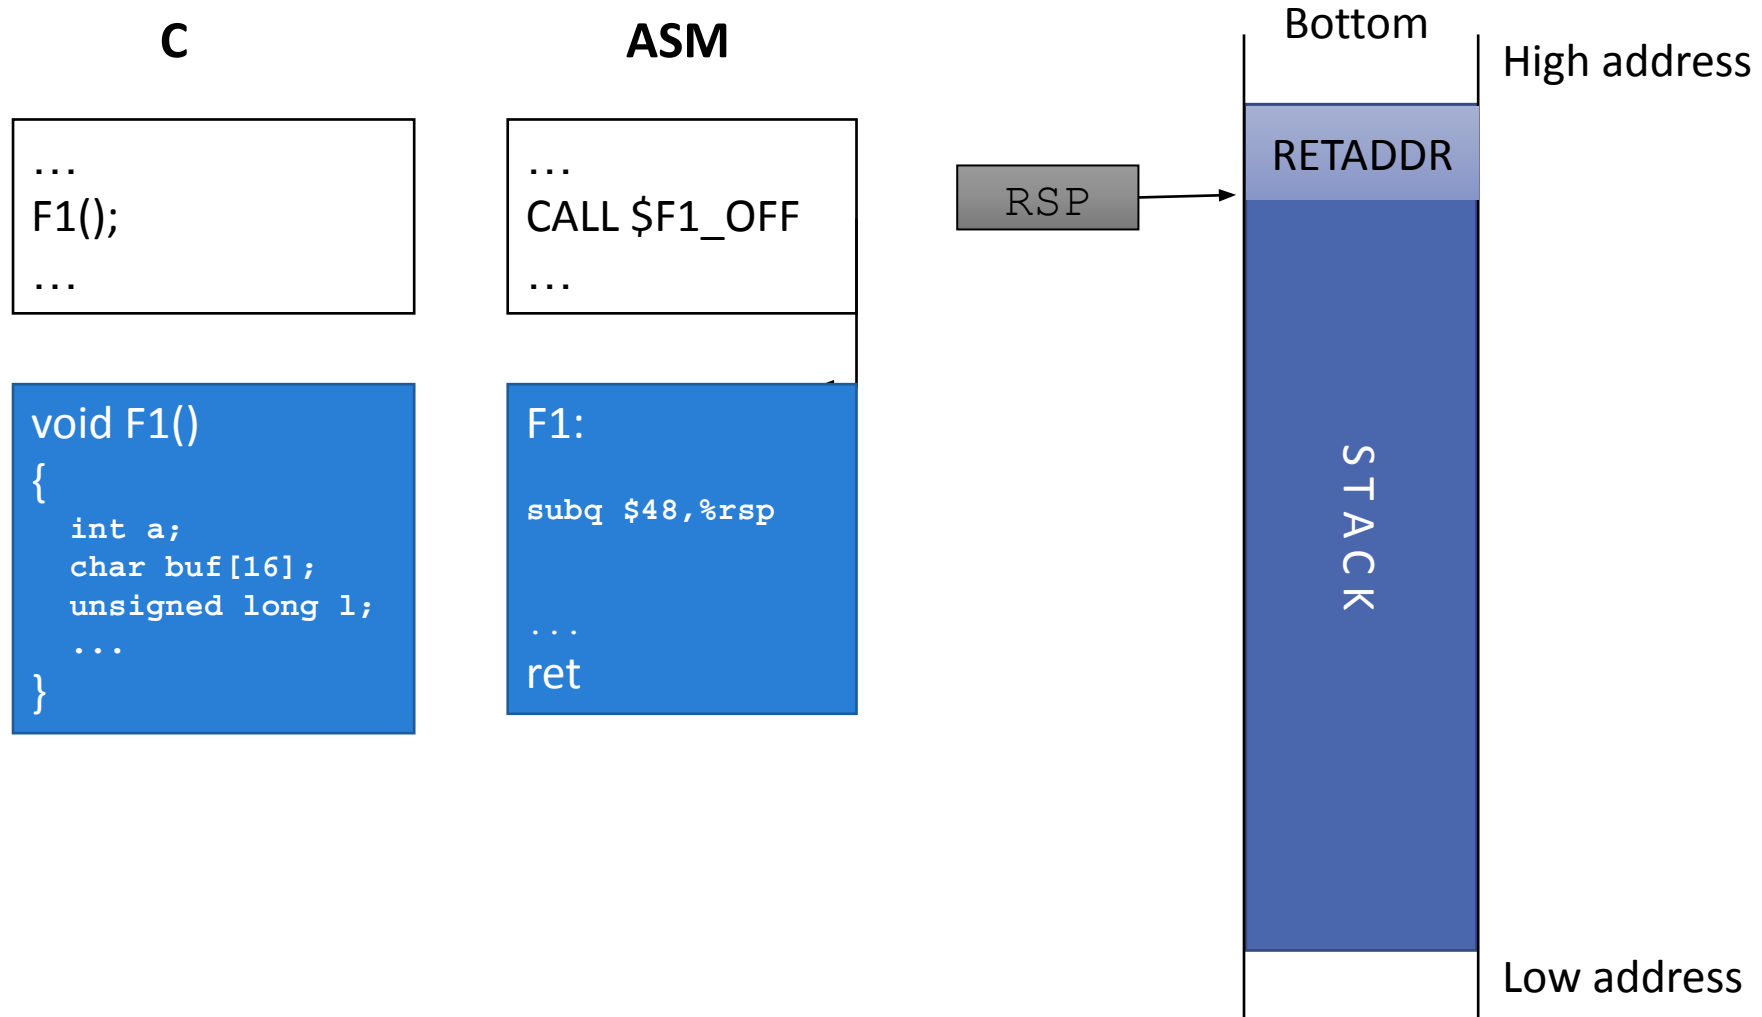 C
ASM
Bottom
High address
...
F1();
...
...
CALL $F1_OFF
...
RSP
RETADDR
void F1()
{
int a;
char buf[16];
unsigned long l;
...
}
F1:
subq $48,%rsp
...
ret
STACK
Low address